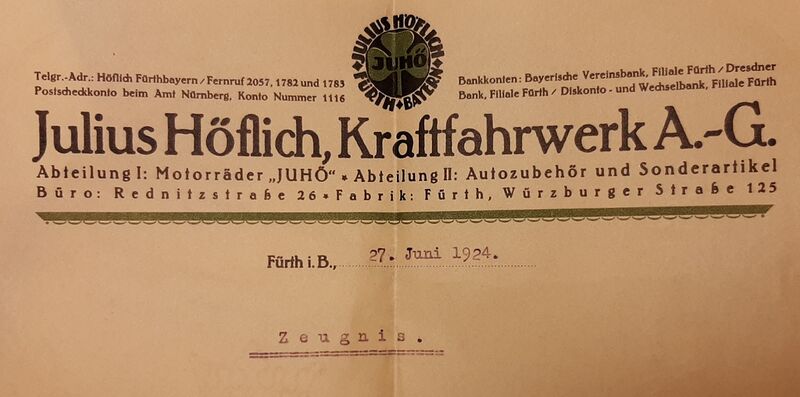 JULIUS HÖFLICH
JUHÖ
FÜRTH · BAYERN
Telgr.-Adr.: Höflich Fürthbayern / Fernruf 2057, 1782 und 1783
Postscheckkonto beim Amt Nürnberg, Konto Nummer 1116
Bankkonten: Bayerische Vereinsbank, Filiale Fürth / Dresdner
Bank, Filiale Fürth / Diskonto- und Wechselbank, Filiale Fürth
Julius Höflich, Kraftfahrwerk A.-G.
Abteilung I: Motorräder „JUHÖ" * Abteilung II: Autozubehör und Sonderartikel
Büro: Rednitzstraße 26 * Fabrik: Fürth, Würzburger Straße 125
Fürth i. B., 27. Juni 1924.
Zeugnis.